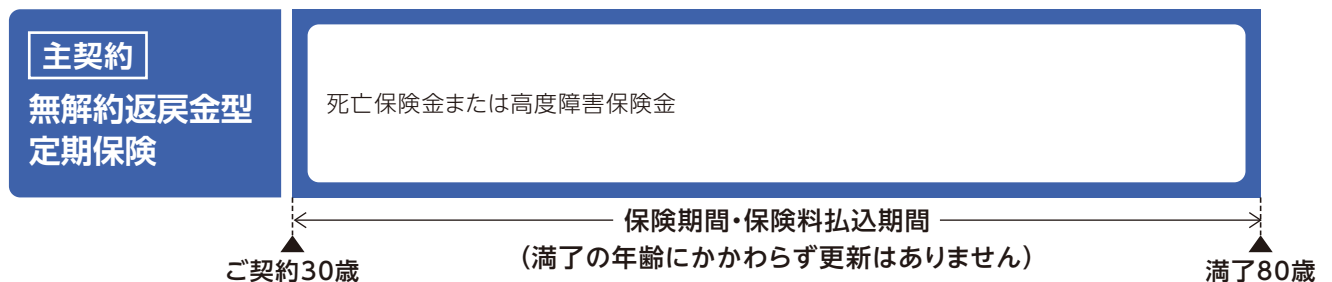 主契約
無解約返戻金型
定期保険
死亡保険金または高度障害保険金
保険期間・保険料払込期間
（満了の年齢にかかわらず更新はありません）
ご契約30歳
満了80歳